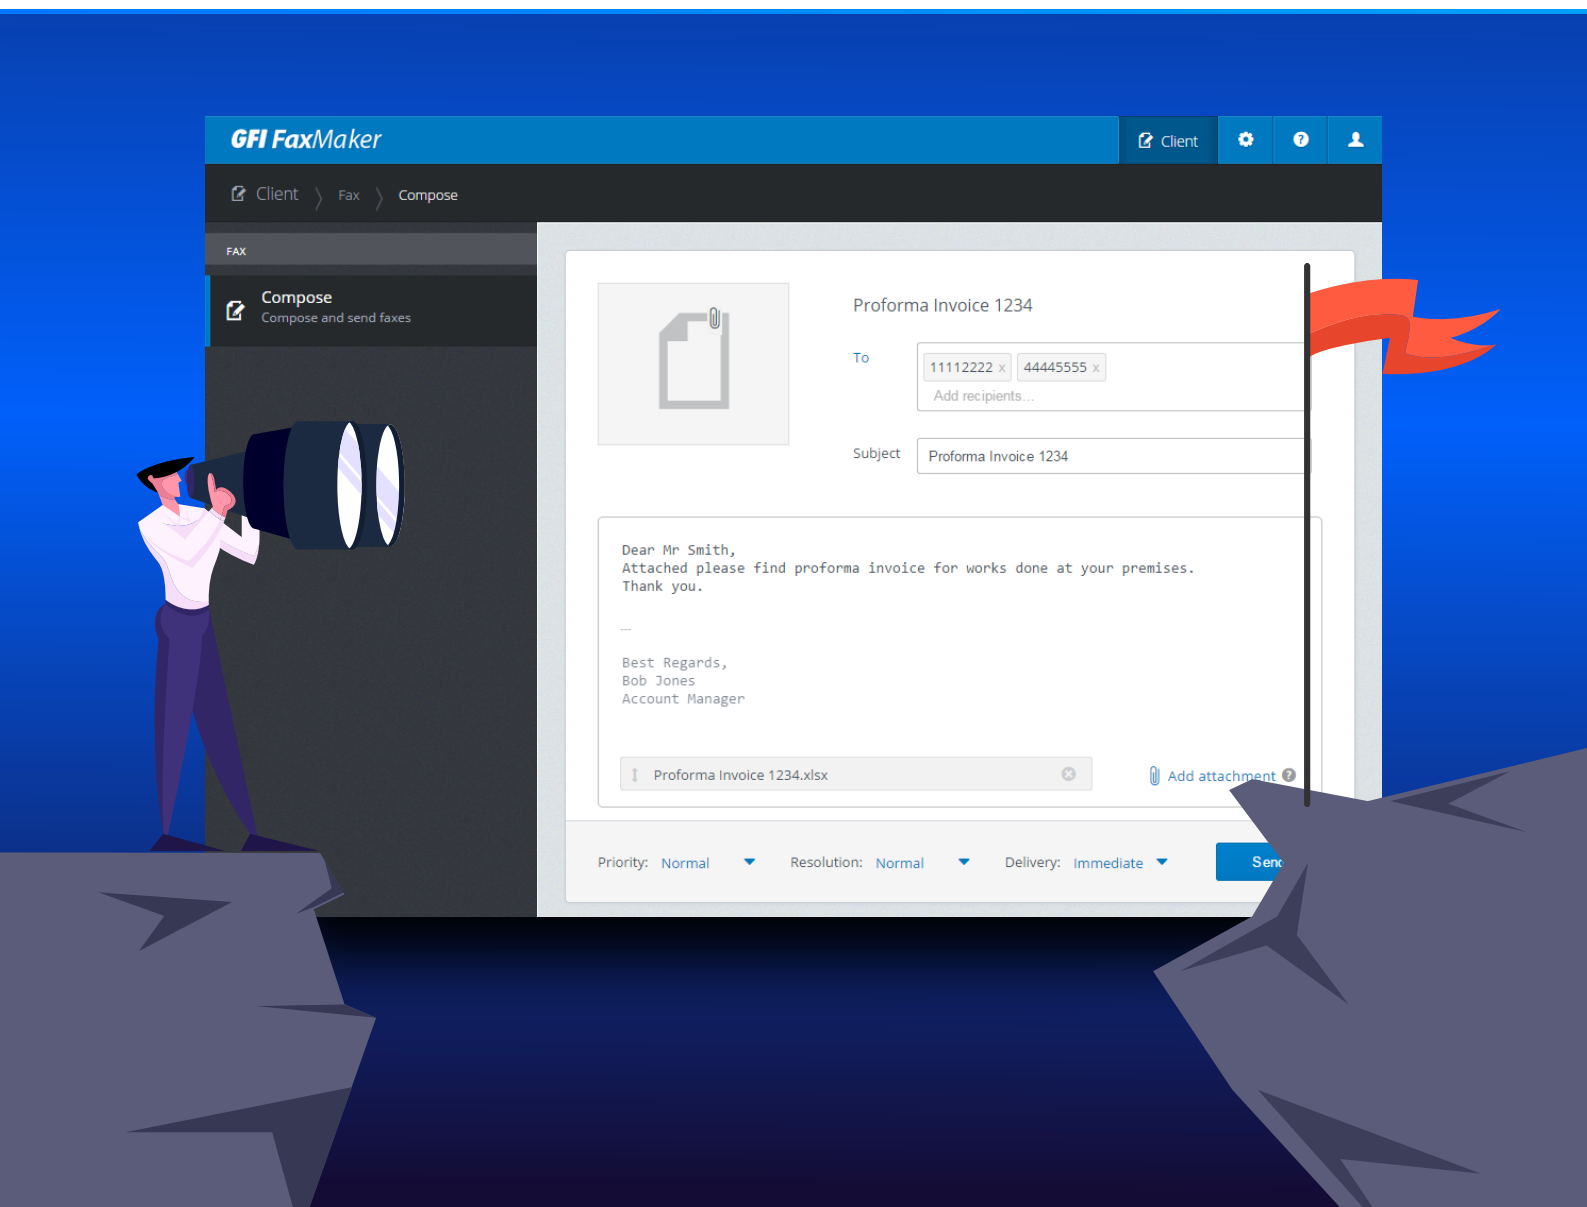 GFI FaxMaker
Client
Client
Fax
Compose
FAX
Compose
Compose and send faxes
Proforma Invoice 1234
To
11112222 x 44445555 x
Add recipients...
Subject
Proforma Invoice 1234
Dear Mr Smith,
Attached please find proforma invoice for works done at your premises.
Thank you.
—
Best Regards,
Bob Jones
Account Manager
Proforma Invoice 1234.xlsx
Add attachment
Priority: Normal
Resolution: Normal
Delivery: Immediate